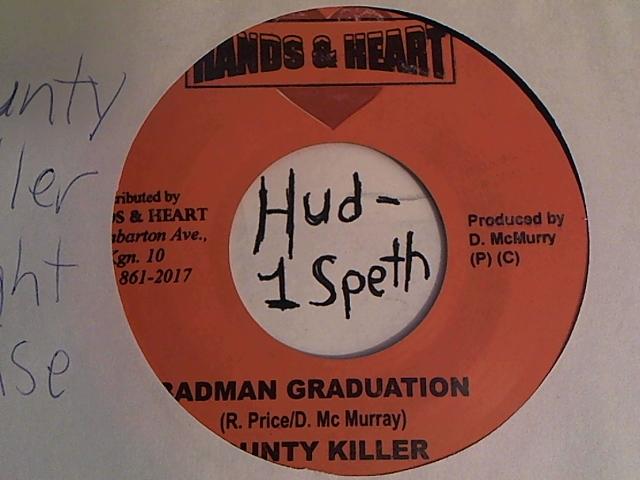 HANDS & HEART
unty
ler
ght
ise
ributed by
S & HEART
mbarton Ave.,
Kgn. 10
861-2017
Hud-
1 Speth
Produced by
D. McMurry
(P) (C)
BADMAN GRADUATION
(R. Price/D. Mc Murray)
UNTY KILLER